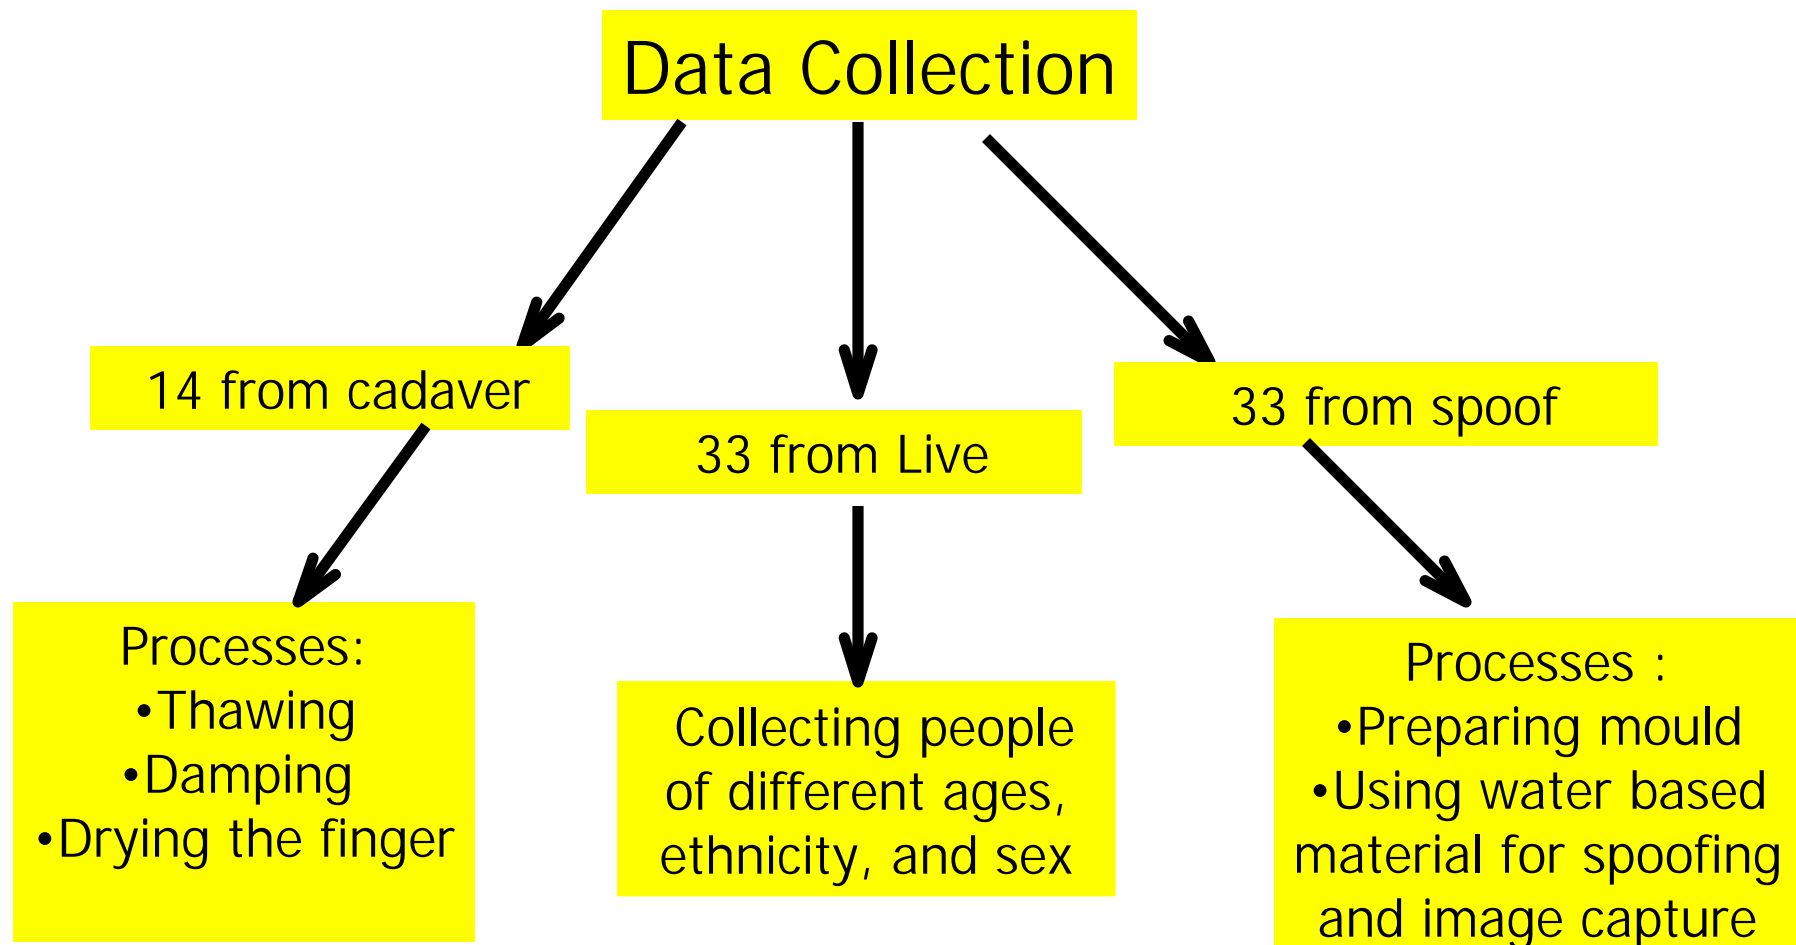 Data Collection
14 from cadaver
33 from Live
33 from spoof
Processes:
•Thawing
•Damping
•Drying the finger
Collecting people
of different ages,
ethnicity, and sex
Processes :
•Preparing mould
•Using water based
material for spoofing
and image capture